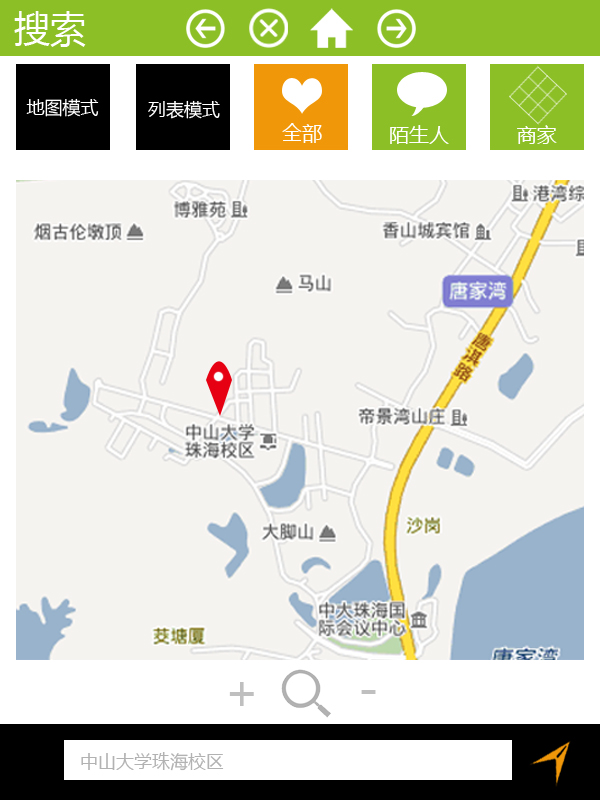 搜索
地图模式
列表模式
全部
陌生人
商家
博雅苑
港湾综
烟古伦墩顶
香山城宾馆
马山
唐家湾
唐淇路
帝景湾山庄
中山大学
珠海校区
沙岗
大脚山
中大珠海国
际会议中心
茭塘厦
唐家湾
+
-
中山大学珠海校区